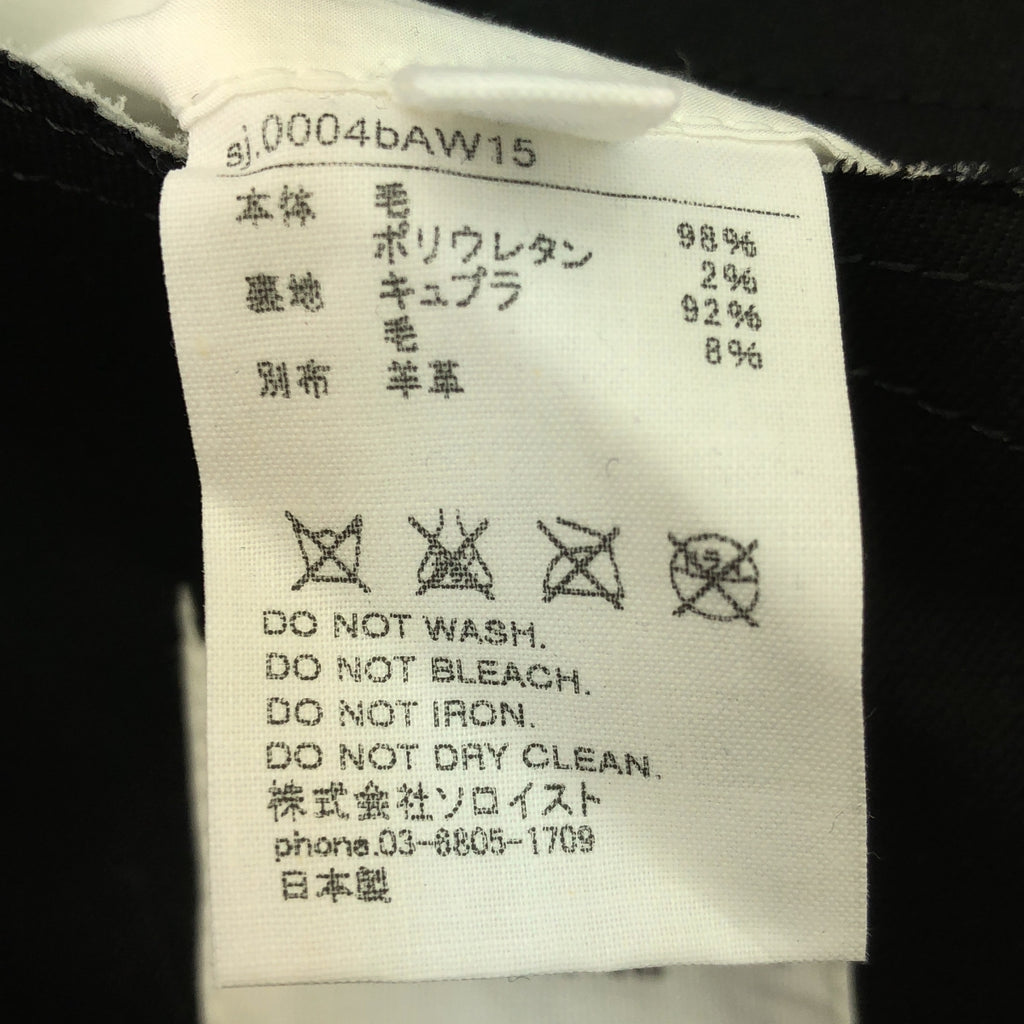 sj.0004bAW15
本体 毛 98%
ポリウレタン 2%
裏地 キュプラ 92%
毛 8%
別布 羊革
DO NOT WASH.
DO NOT BLEACH.
DO NOT IRON.
DO NOT DRY CLEAN.
株式会社ソロイスト
phone.03-6805-1709
日本製